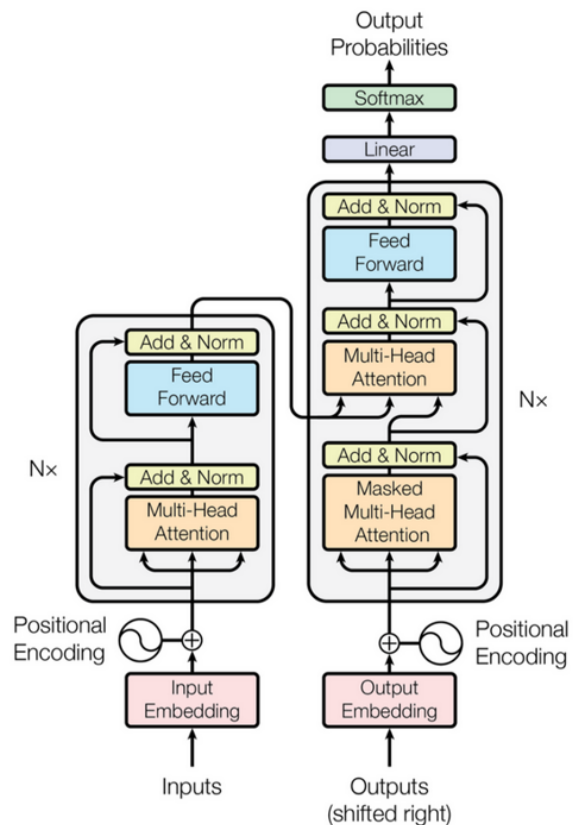 Output
Probabilities
Softmax
Linear
Add & Norm
Feed
Forward
Add & Norm
Multi-Head
Attention
Add & Norm
Masked
Multi-Head
Attention
N×
Positional
Encoding
Output
Embedding
Outputs
(shifted right)
Add & Norm
Feed
Forward
Add & Norm
Multi-Head
Attention
N×
Positional
Encoding
Input
Embedding
Inputs